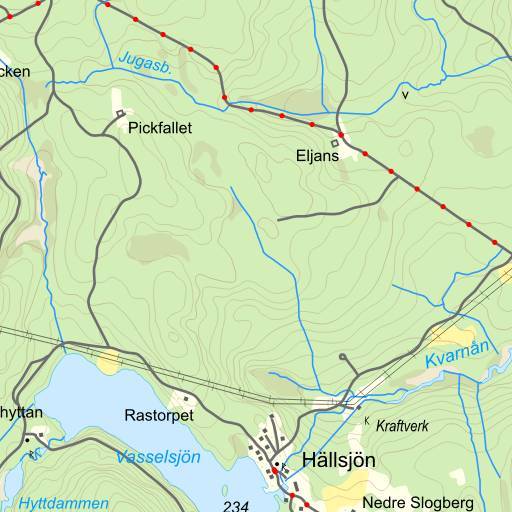 Jugasb.
cken
Pickfallet
Eljans
Kvarnån
hyttan
Rastorpet
Kraftverk
Vasselsjön
Hällsjön
Hyttdammen
234
Nedre Slogberg